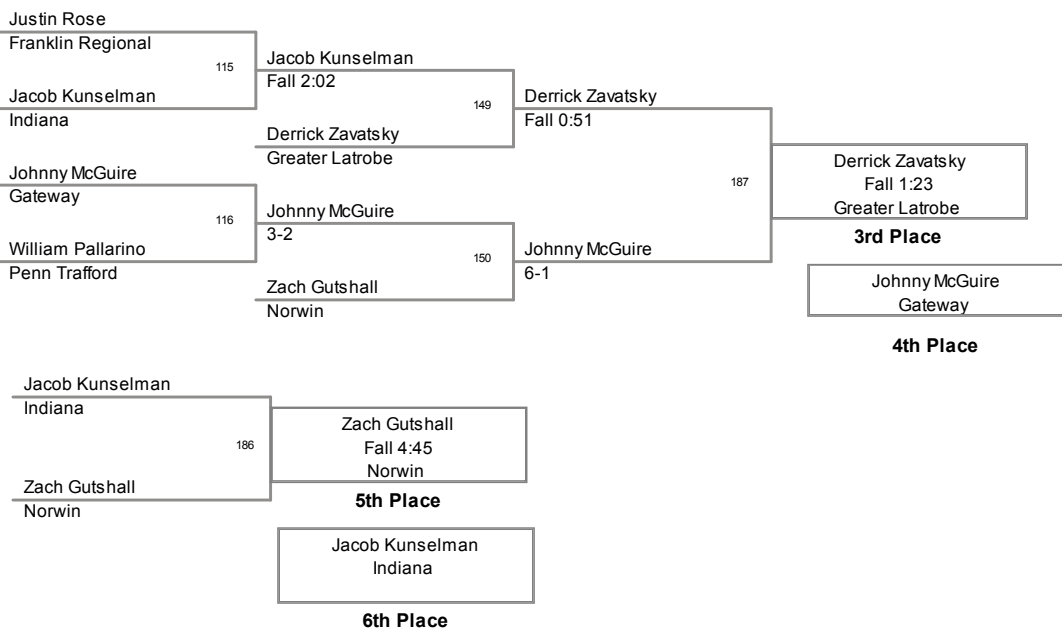 Justin Rose
Franklin Regional
115
Jacob Kunselman
Fall 2:02
Jacob Kunselman
Indiana
149
Derrick Zavatsky
Fall 0:51
Derrick Zavatsky
Greater Latrobe
Johnny McGuire
Gateway
187
Derrick Zavatsky
Fall 1:23
Greater Latrobe
3rd Place
116
Johnny McGuire
3-2
William Pallarino
Penn Trafford
150
Johnny McGuire
6-1
Zach Gutshall
Norwin
Johnny McGuire
Gateway
4th Place
Jacob Kunselman
Indiana
186
Zach Gutshall
Fall 4:45
Norwin
5th Place
Zach Gutshall
Norwin
Jacob Kunselman
Indiana
6th Place